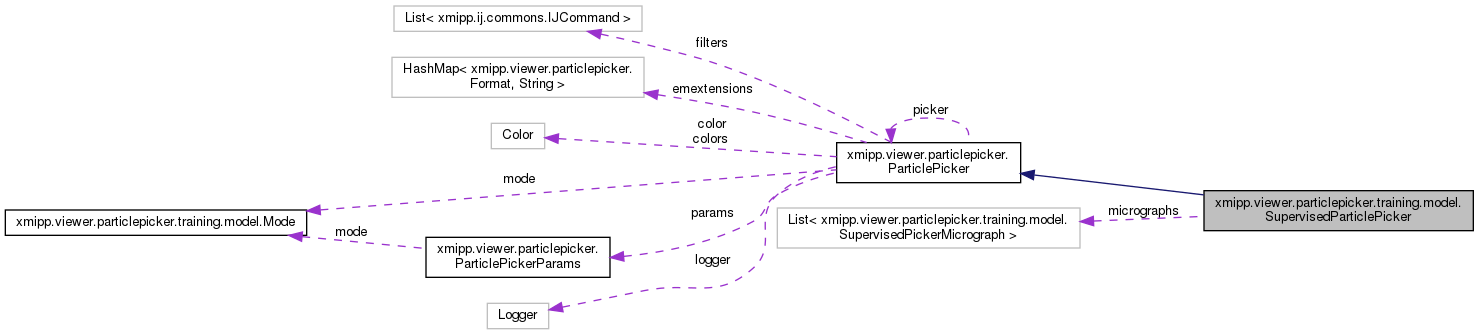 List< xmipp.ij.commons.IJCommand >
filters
HashMap< xmipp.viewer.particlepicker.
Format, String >
emextensions
picker
color
colors
Color
xmipp.viewer.particlepicker.
ParticlePicker
mode
xmipp.viewer.particlepicker.training.model.
SupervisedParticlePicker
micrographs
List< xmipp.viewer.particlepicker.training.model.
SupervisedPickerMicrograph >
params
xmipp.viewer.particlepicker.training.model.Mode
mode
xmipp.viewer.particlepicker.
ParticlePickerParams
logger
Logger